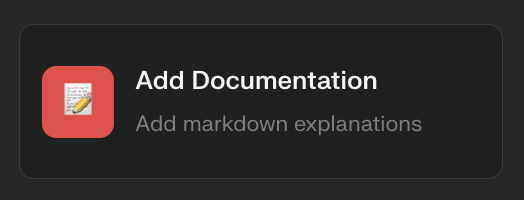 Add Documentation
Add markdown explanations